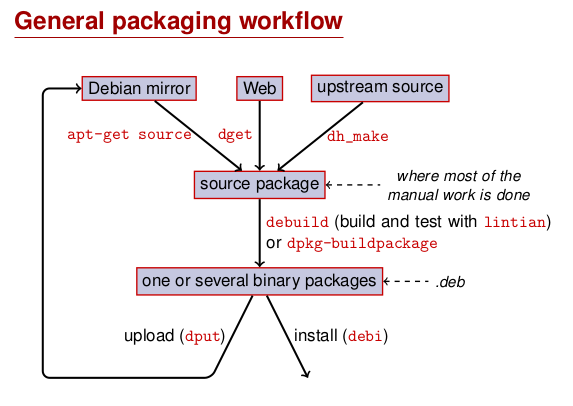 General packaging workflow
Debian mirror
Web
upstream source
apt-get source
dget
dh_make
source package
where most of the
manual work is done
debuild (build and test with lintian)
or dpkg-buildpackage
one or several binary packages
.deb
upload (dput)
install (debi)